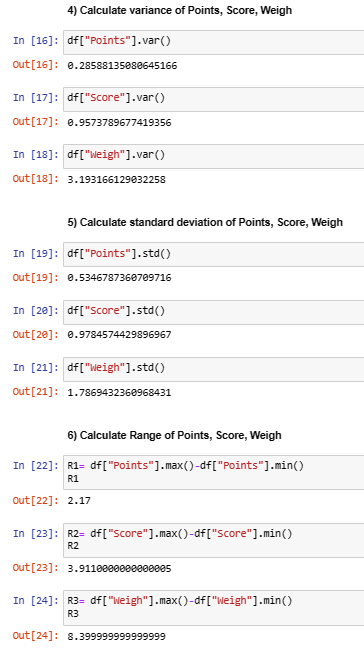 4) Calculate variance of Points, Score, Weigh
In [16]: df["Points"].var()
Out[16]: 0.28588135080645166
In [17]: df["Score"].var()
Out[17]: 0.9573789677419356
In [18]: df["Weigh"].var()
Out[18]: 3.193166129032258
5) Calculate standard deviation of Points, Score, Weigh
In [19]: df["Points"].std()
Out[19]: 0.5346787360709716
In [20]: df["Score"].std()
Out[20]: 0.9784574429896967
In [21]: df["Weigh"].std()
Out[21]: 1.7869432360968431
6) Calculate Range of Points, Score, Weigh
In [22]: R1= df["Points"].max()-df["Points"].min()
R1
Out[22]: 2.17
In [23]: R2= df["Score"].max()-df["Score"].min()
R2
Out[23]: 3.9110000000000005
In [24]: R3= df["Weigh"].max()-df["Weigh"].min()
R3
Out[24]: 8.399999999999999